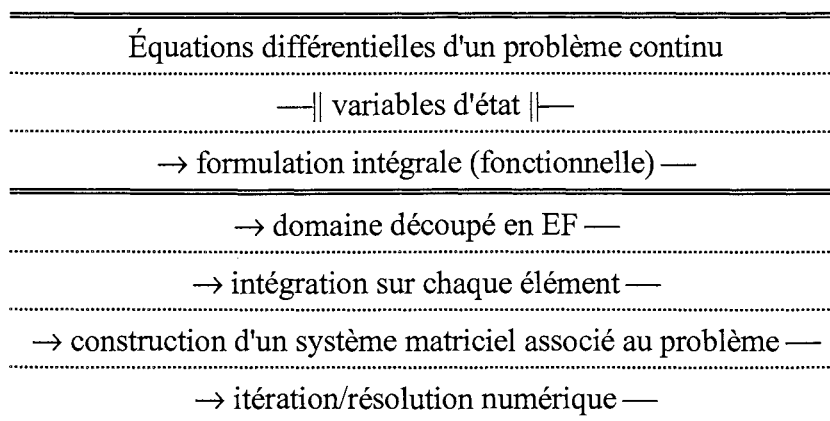 Équations différentielles d'un problème continu
—|| variables d'état ||—
→ formulation intégrale (fonctionnelle) —
→ domaine découpé en EF —
→ intégration sur chaque élément —
→ construction d'un système matriciel associé au problème —
→ itération/résolution numérique —